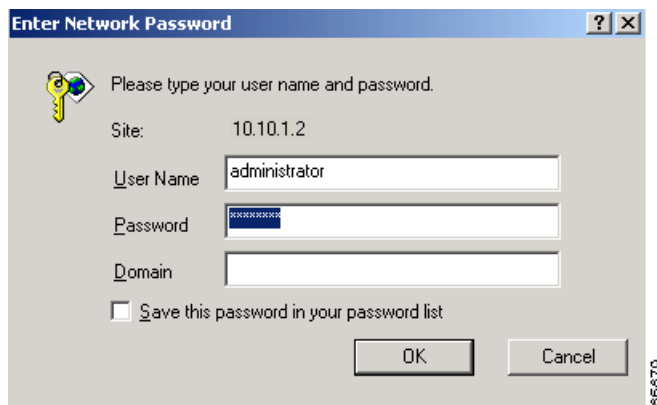 Enter Network Password
Please type your user name and password.
Site: 10.10.1.2
User Name administrator
Password ********
Domain
Save this password in your password list
OK Cancel